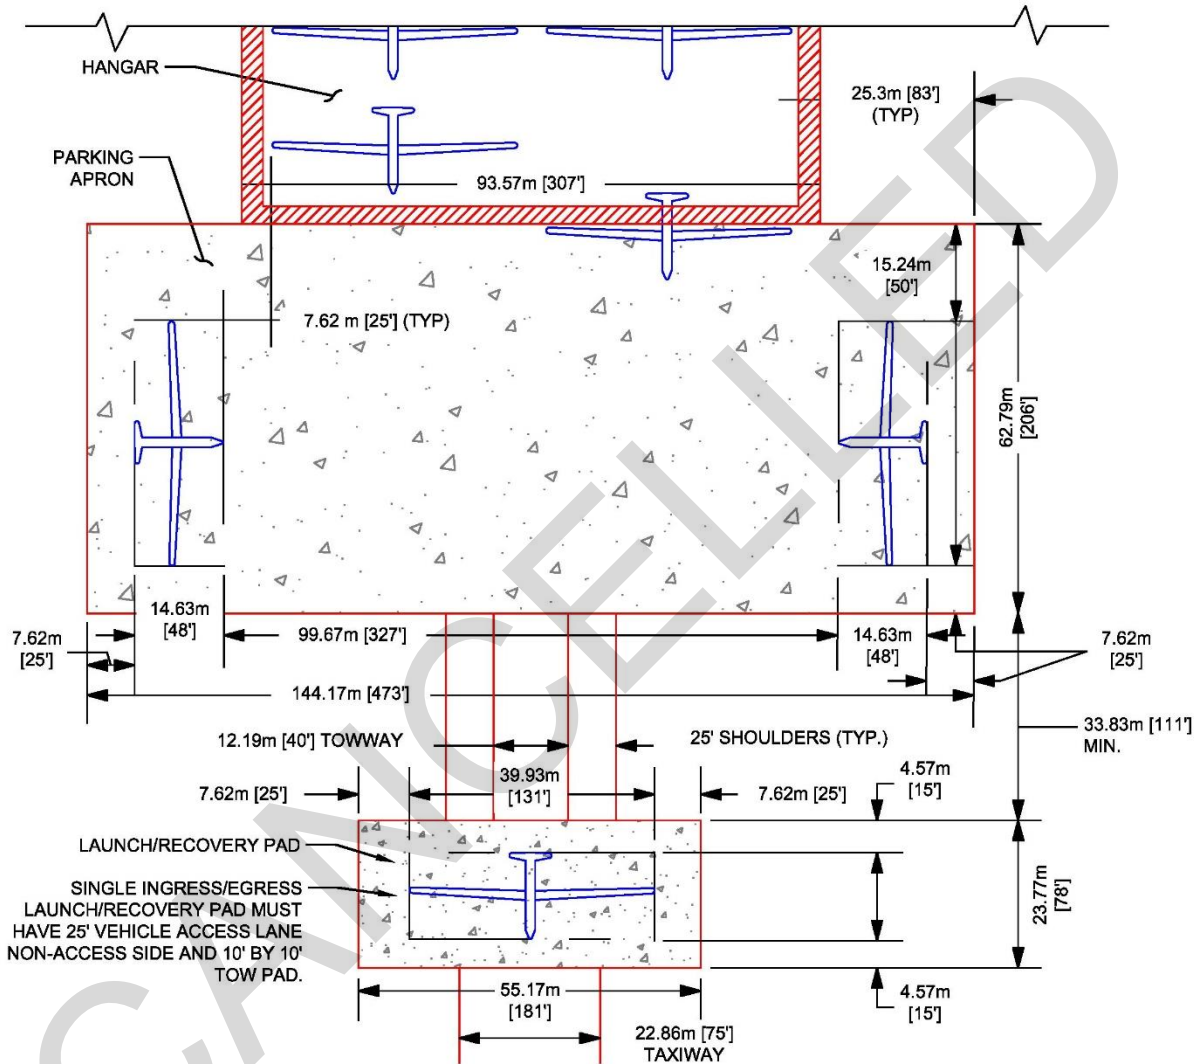 HANGAR
25.3m [83']
(TYP)
PARKING
APRON
93.57m [307']
15.24m
[50']
7.62 m [25'] (TYP)
62.79m
[206']
14.63m
[48']
7.62m
[25']
99.67m [327']
14.63m
[48']
7.62m
[25']
144.17m [473']
33.83m [111']
MIN.
12.19m [40'] TOWWAY
25' SHOULDERS (TYP.)
39.93m
[131']
7.62m [25']
7.62m [25']
4.57m
[15']
LAUNCH/RECOVERY PAD
SINGLE INGRESS/EGRESS
LAUNCH/RECOVERY PAD MUST
HAVE 25' VEHICLE ACCESS LANE
NON-ACCESS SIDE AND 10' BY 10'
TOW PAD.
23.77m
[78']
55.17m
[181']
4.57m
[15']
22.86m [75']
TAXIWAY
CANCELLED